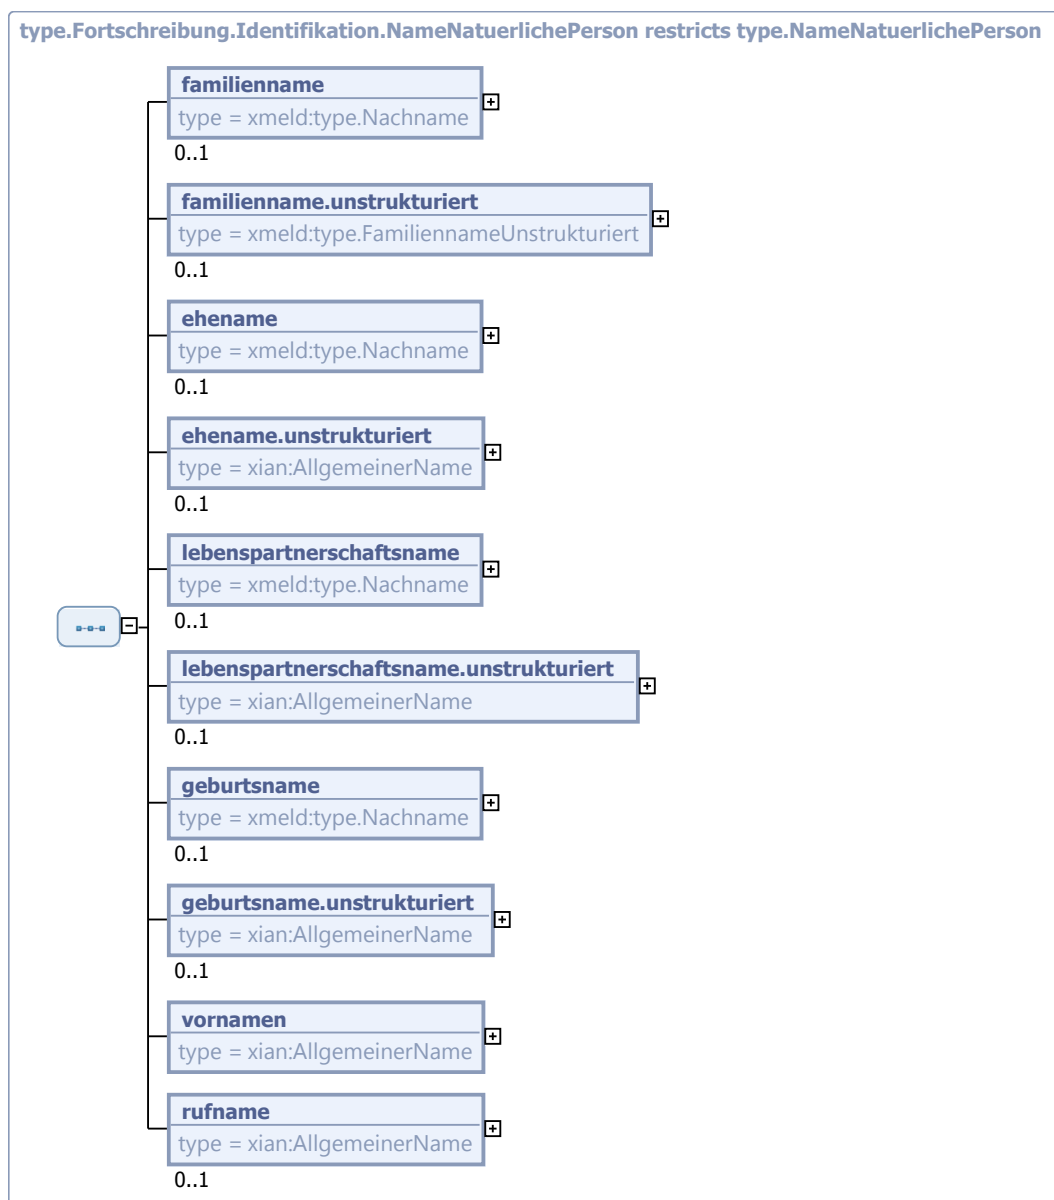 type.Fortschreibung.Identifikation.NameNatuerlichePerson restricts type.NameNatuerlichePerson
familienname
type = xmeld:type.Nachname
0..1
familienname.unstrukturiert
type = xmeld:type.FamiliennameUnstrukturiert
0..1
ehename
type = xmeld:type.Nachname
0..1
ehename.unstrukturiert
type = xian:AllgemeinerName
0..1
lebenspartnerschaftsname
type = xmeld:type.Nachname
0..1
lebenspartnerschaftsname.unstrukturiert
type = xian:AllgemeinerName
0..1
geburtsname
type = xmeld:type.Nachname
0..1
geburtsname.unstrukturiert
type = xian:AllgemeinerName
0..1
vornamen
type = xian:AllgemeinerName
rufname
type = xian:AllgemeinerName
0..1